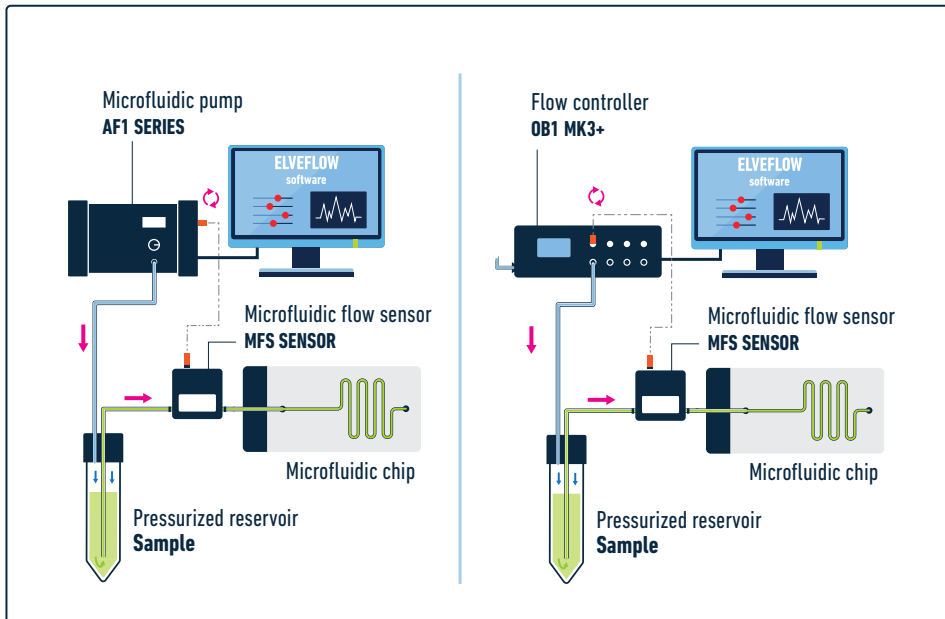 Microfluidic pump
AF1 SERIES
ELVEFLOW
software
Microfluidic flow sensor
MFS SENSOR
Microfluidic chip
Pressurized reservoir
Sample
Flow controller
OB1 MK3+
ELVEFLOW
software
Microfluidic flow sensor
MFS SENSOR
Microfluidic chip
Pressurized reservoir
Sample